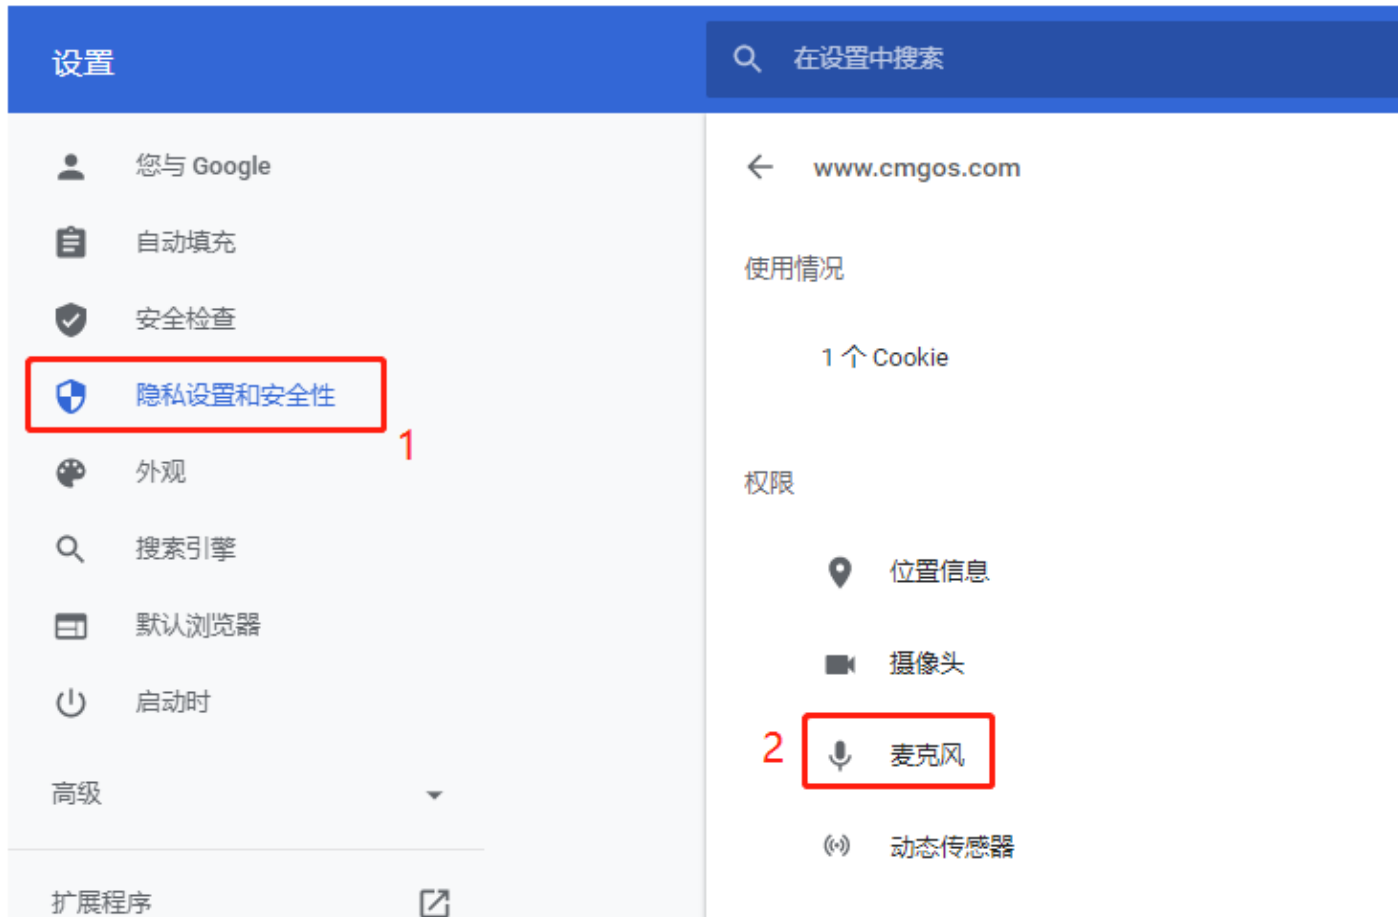 设置
在设置中搜索
您与 Google
自动填充
安全检查
隐私设置和安全性
1
外观
搜索引擎
默认浏览器
启动时
高级
扩展程序
www.cmgos.com
使用情况
1 个 Cookie
权限
位置信息
摄像头
2
麦克风
动态传感器